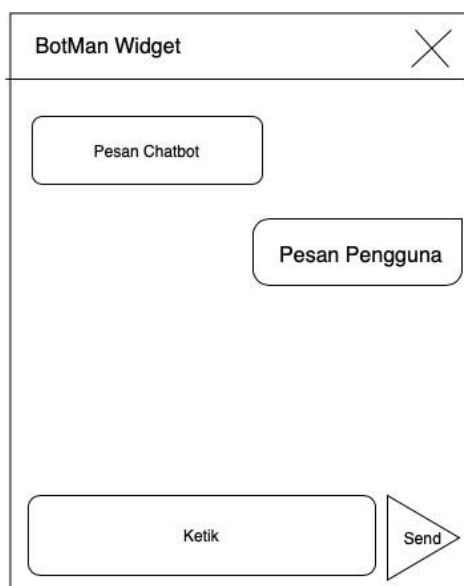 BotMan Widget
Pesan Chatbot
Pesan Pengguna
Ketik
Send